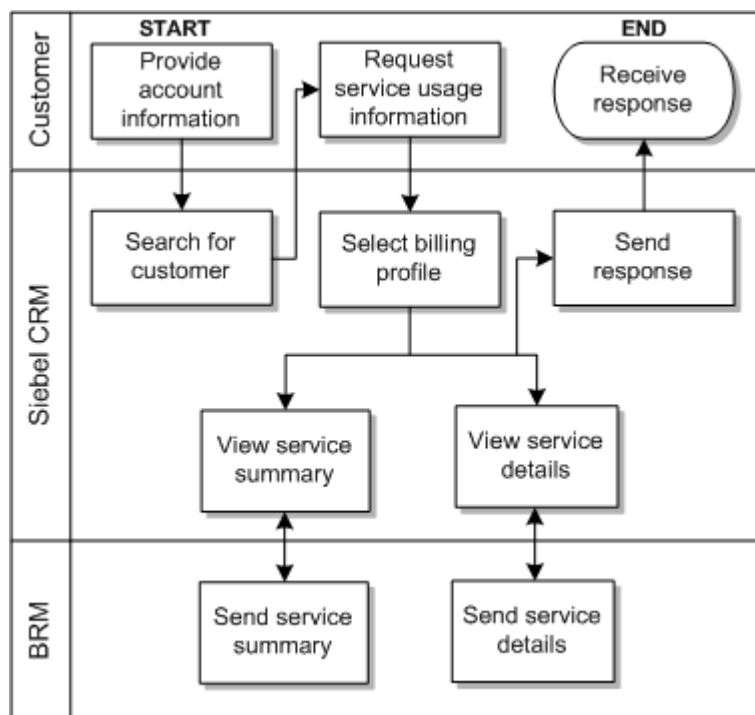 Customer
START
Provide
account
information
Request
service usage
information
END
Receive
response
Siebel CRM
Search for
customer
Select billing
profile
Send
response
View service
summary
View service
details
BRM
Send service
summary
Send service
details